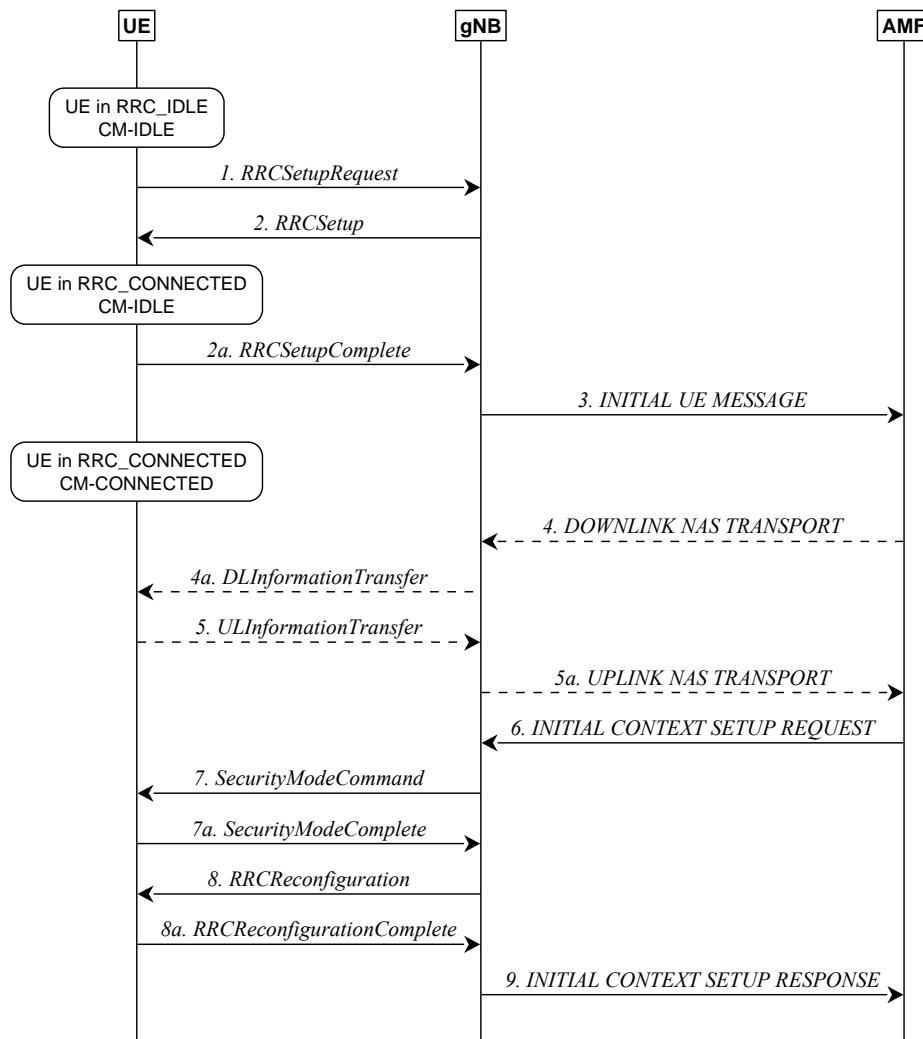 UE gNB AMF
UE in RRC_IDLE
CM-IDLE
1. RRCSetupRequest
2. RRCSetup
UE in RRC_CONNECTED
CM-IDLE
2a. RRCSetupComplete
3. INITIAL UE MESSAGE
UE in RRC_CONNECTED
CM-CONNECTED
4. DOWNLINK NAS TRANSPORT
4a. DLInformationTransfer
5. ULInformationTransfer
5a. UPLINK NAS TRANSPORT
6. INITIAL CONTEXT SETUP REQUEST
7. SecurityModeCommand
7a. SecurityModeComplete
8. RRCReconfiguration
8a. RRCReconfigurationComplete
9. INITIAL CONTEXT SETUP RESPONSE